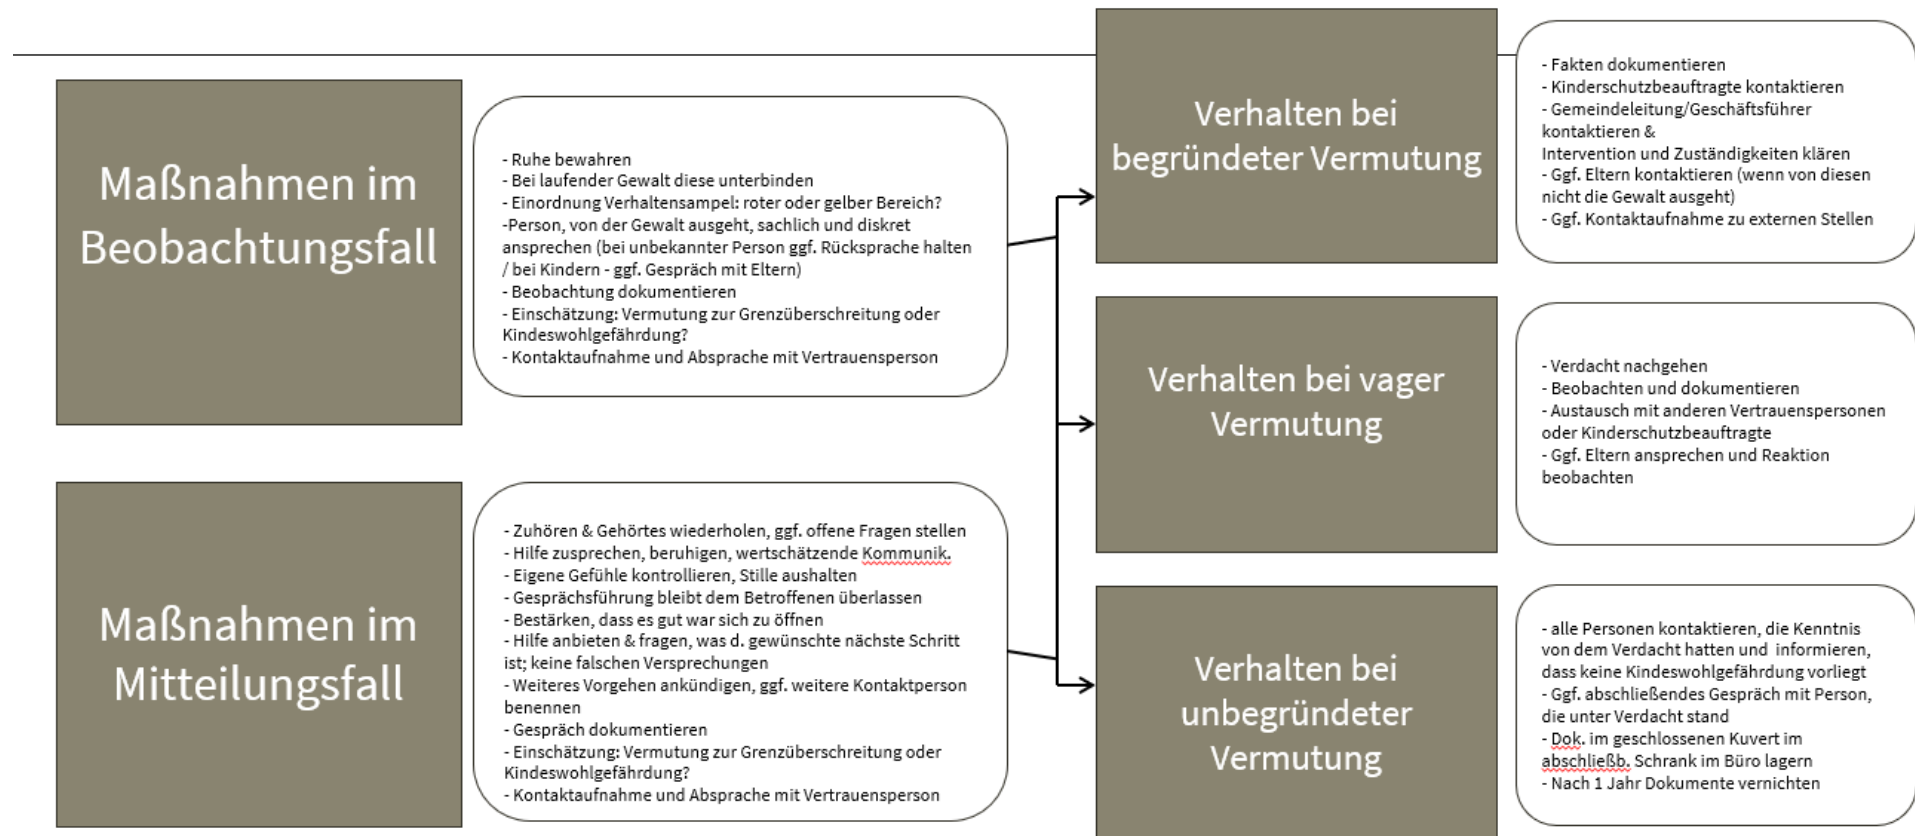 Maßnahmen im
Beobachtungsfall
- Ruhe bewahren
- Bei laufender Gewalt diese unterbinden
- Einordnung Verhaltensampel: roter oder gelber Bereich?
-Person, von der Gewalt ausgeht, sachlich und diskret
ansprechen (bei unbekannter Person ggf. Rücksprache halten
/ bei Kindern - ggf. Gespräch mit Eltern)
- Beobachtung dokumentieren
- Einschätzung: Vermutung zur Grenzüberschreitung oder
Kindeswohlgefährdung?
- Kontaktaufnahme und Absprache mit Vertrauensperson
Maßnahmen im
Mitteilungsfall
- Zuhören & Gehörtes wiederholen, ggf. offene Fragen stellen
- Hilfe zusprechen, beruhigen, wertschätzende Kommunik.
- Eigene Gefühle kontrollieren, Stille aushalten
- Gesprächsführung bleibt dem Betroffenen überlassen
- Bestärken, dass es gut war sich zu öffnen
- Hilfe anbieten & fragen, was d. gewünschte nächste Schritt
ist; keine falschen Versprechungen
- Weiteres Vorgehen ankündigen, ggf. weitere Kontaktperson
benennen
- Gespräch dokumentieren
- Einschätzung: Vermutung zur Grenzüberschreitung oder
Kindeswohlgefährdung?
- Kontaktaufnahme und Absprache mit Vertrauensperson
Verhalten bei
begründeter Vermutung
- Fakten dokumentieren
- Kinderschutzbeauftragte kontaktieren
- Gemeindeleitung/Geschäftsführer
kontaktieren &
Intervention und Zuständigkeiten klären
- Ggf. Eltern kontaktieren (wenn von diesen
nicht die Gewalt ausgeht)
- Ggf. Kontaktaufnahme zu externen Stellen
Verhalten bei vager
Vermutung
- Verdacht nachgehen
- Beobachten und dokumentieren
- Austausch mit anderen Vertrauenspersonen
oder Kinderschutzbeauftragte
- Ggf. Eltern ansprechen und Reaktion
beobachten
Verhalten bei
unbegründeter
Vermutung
- alle Personen kontaktieren, die Kenntnis
von dem Verdacht hatten und  informieren,
dass keine Kindeswohlgefährdung vorliegt
- Ggf. abschließendes Gespräch mit Person,
die unter Verdacht stand
- Dok. im geschlossenen Kuvert im
abschließb. Schrank im Büro lagern
- Nach 1 Jahr Dokumente vernichten